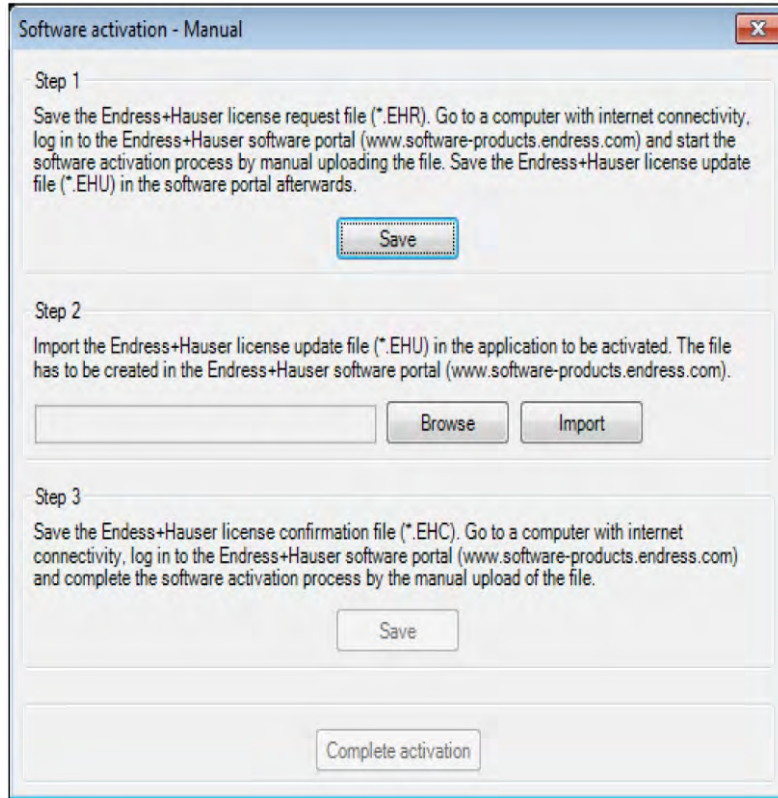 Software activation - Manual
Step 1
Save the Endress+Hauser license request file (*.EHR). Go to a computer with internet connectivity,
log in to the Endress+Hauser software portal (www.software-products.endress.com) and start the
software activation process by manual uploading the file. Save the Endress+Hauser license update
file (*.EHU) in the software portal afterwards.
Save
Step 2
Import the Endress+Hauser license update file (*.EHU) in the application to be activated. The file
has to be created in the Endress+Hauser software portal (www.software-products.endress.com).
Browse Import
Step 3
Save the Endess+Hauser license confirmation file (*.EHC). Go to a computer with internet
connectivity, log in to the Endress+Hauser software portal (www.software-products.endress.com)
and complete the software activation process by the manual upload of the file.
Save
Complete activation